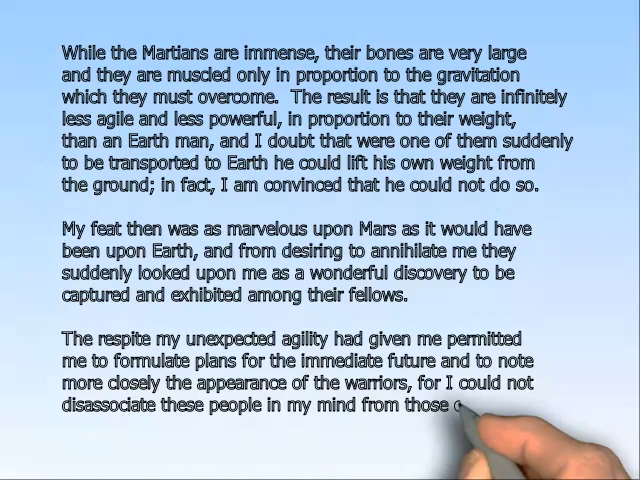 While the Martians are immense, their bones are very large
and they are muscled only in proportion to the gravitation
which they must overcome.  The result is that they are infinitely
less agile and less powerful, in proportion to their weight,
than an Earth man, and I doubt that were one of them suddenly
to be transported to Earth he could lift his own weight from
the ground; in fact, I am convinced that he could not do so.

My feat then was as marvelous upon Mars as it would have
been upon Earth, and from desiring to annihilate me they
suddenly looked upon me as a wonderful discovery to be
captured and exhibited among their fellows.

The respite my unexpected agility had given me permitted
me to formulate plans for the immediate future and to note
more closely the appearance of the warriors, for I could not
disassociate these people in my mind from those